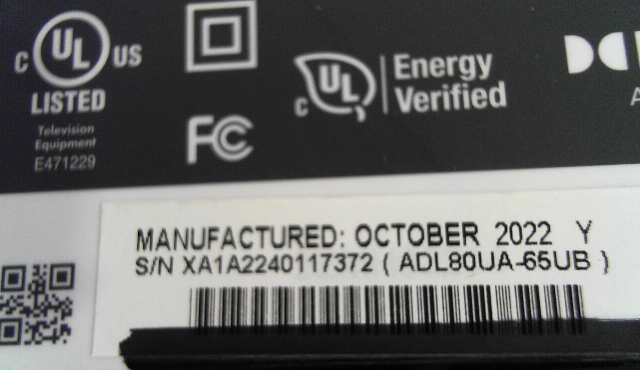 C UL US
LISTED
Television
Equipment
E471229
FC
C UL
Energy
Verified
MANUFACTURED: OCTOBER 2022 Y
S/N XA1A2240117372 ( ADL80UA-65UB )